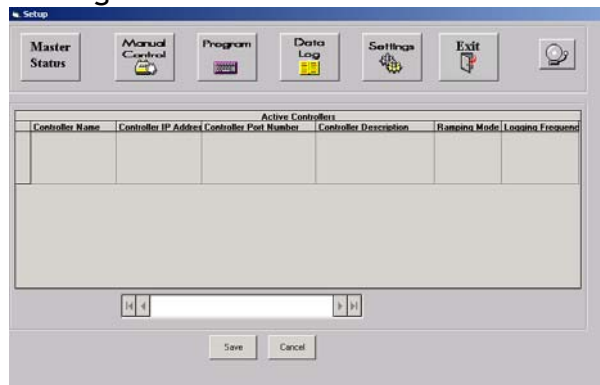 Setup
Master Status
Manual Control
Program
Data Log
Settings
Exit
Active Controllers
Controller Name Controller IP Addres Controller Port Number Controller Description Ramping Mode Logging Frequenc
Save Cancel